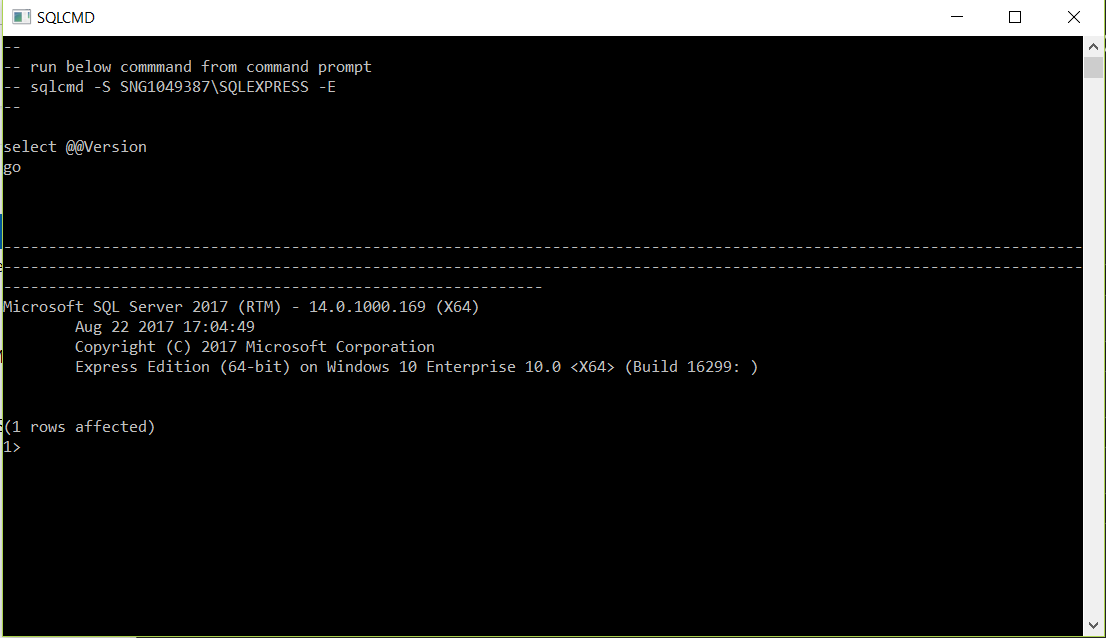 SQLCMD
--
-- run below commmand from command prompt
-- sqlcmd -S SNG1049387\SQLEXPRESS -E
--
select @@Version
go
------------------------------------------------------------------------------------------------------------------------
------------------------------------------------------------------------------------------------------------------------
------------------------------------------------------------
Microsoft SQL Server 2017 (RTM) - 14.0.1000.169 (X64)
Aug 22 2017 17:04:49
Copyright (C) 2017 Microsoft Corporation
Express Edition (64-bit) on Windows 10 Enterprise 10.0 <X64> (Build 16299: )
(1 rows affected)
1>